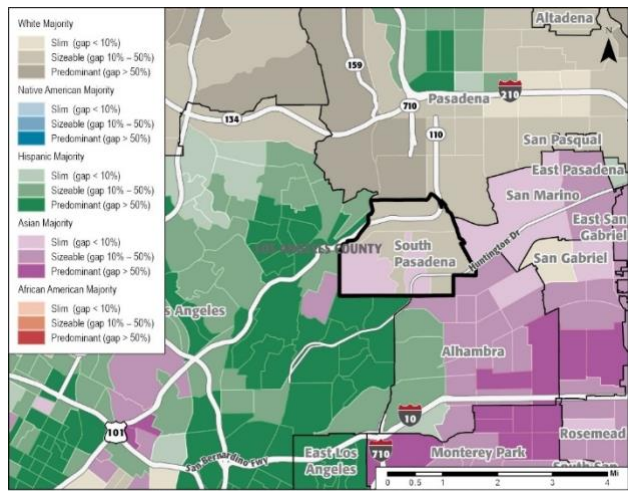 White Majority
Slim (gap < 10%)
Sizeable (gap 10% – 50%)
Predominant (gap > 50%)
Native American Majority
Slim (gap < 10%)
Sizeable (gap 10% – 50%)
Predominant (gap > 50%)
Hispanic Majority
Slim (gap < 10%)
Sizeable (gap 10% – 50%)
Predominant (gap > 50%)
Asian Majority
Slim (gap < 10%)
Sizeable (gap 10% – 50%)
Predominant (gap > 50%)
African American Majority
Slim (gap < 10%)
Sizeable (gap 10% – 50%)
Predominant (gap > 50%)
Altadena
N
159
710
Pasadena
210
134
110
San Pasqual
East Pasadena
San Marino
East San
Gabriel
South
Pasadena
COUNTY
Huntington Dr
San Gabriel
s Angeles
Alhambra
10
101
San Bernardino Fwy
East Los
Angeles
710
Monterey Park
Rosemead
Mi
0 0.5 1 2 3 4